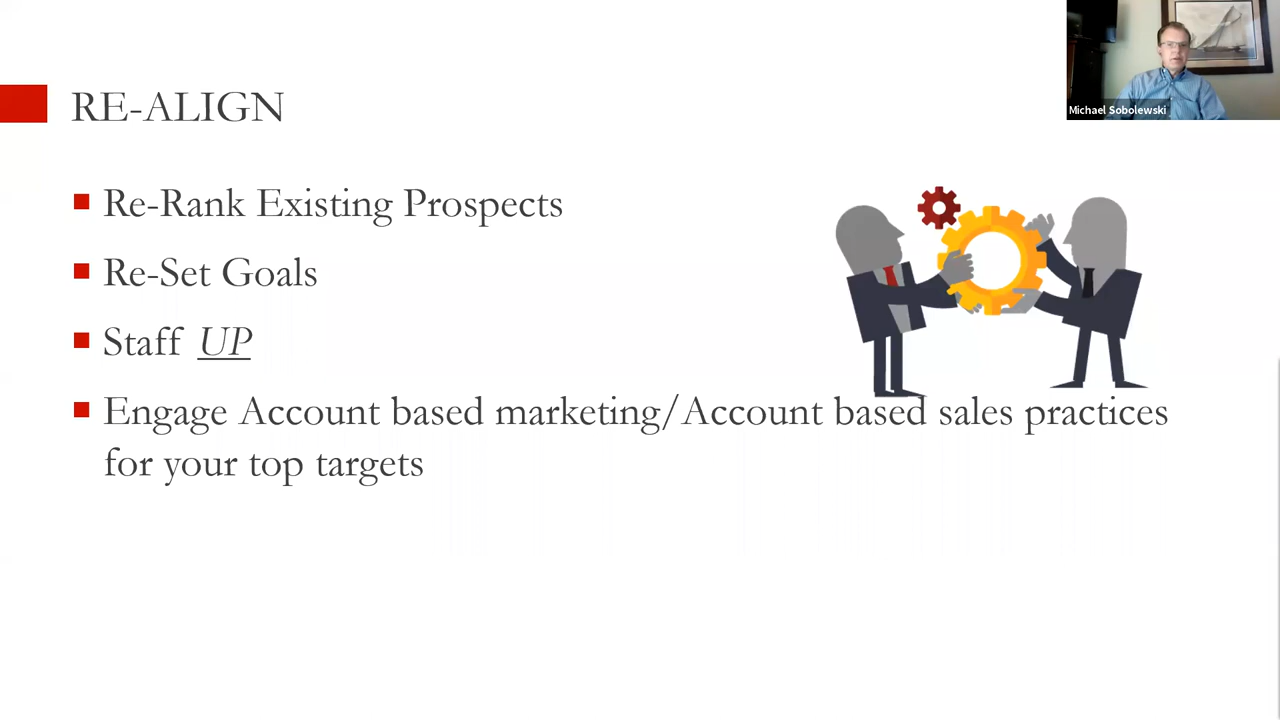 Michael Sobolewski
RE-ALIGN
Re-Rank Existing Prospects
Re-Set Goals
Staff UP
Engage Account based marketing/Account based sales practices
for your top targets